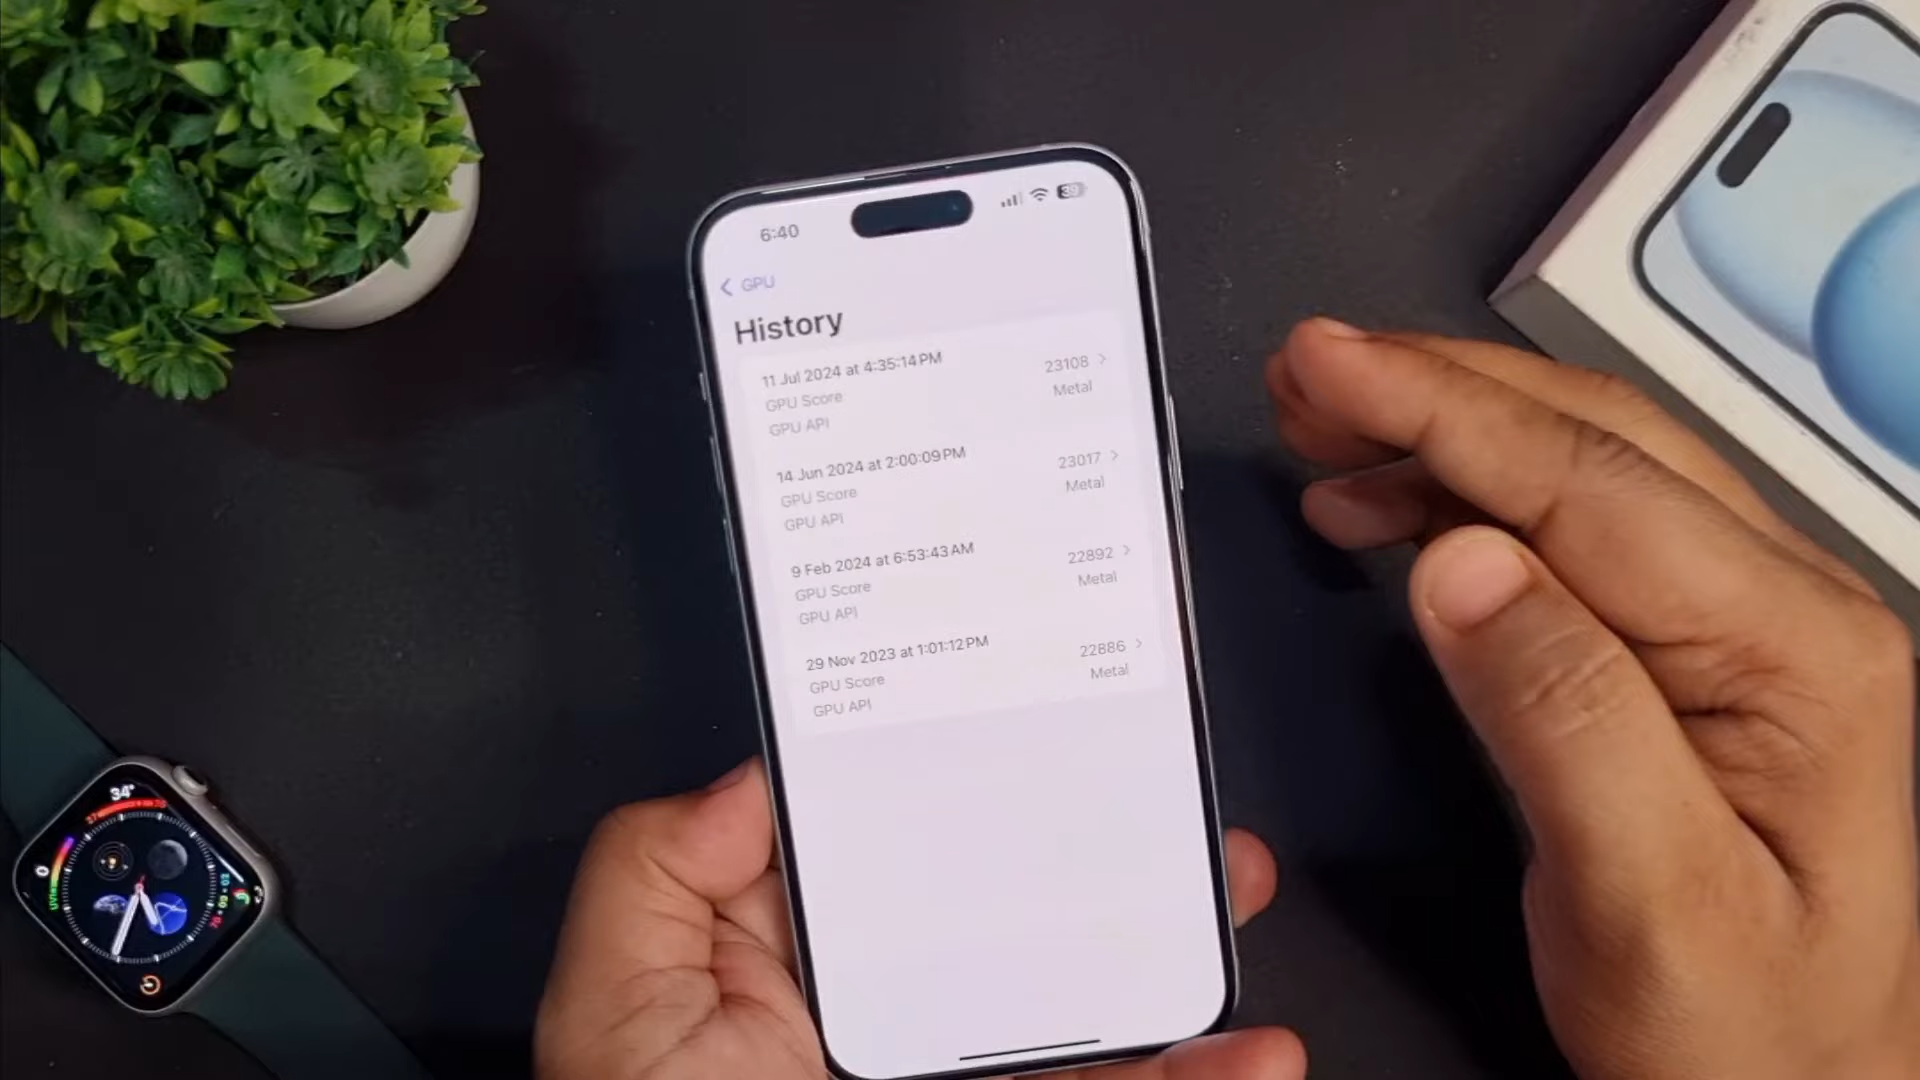 6:40
39
GPU
History
11 Jul 2024 at 4:35:14 PM
23108
GPU Score
Metal
GPU API
14 Jun 2024 at 2:00:09 PM
23017
GPU Score
Metal
GPU API
9 Feb 2024 at 6:53:43 AM
22892
GPU Score
Metal
GPU API
29 Nov 2023 at 1:01:12 PM
22886
GPU Score
Metal
GPU API
34°
0
UVI